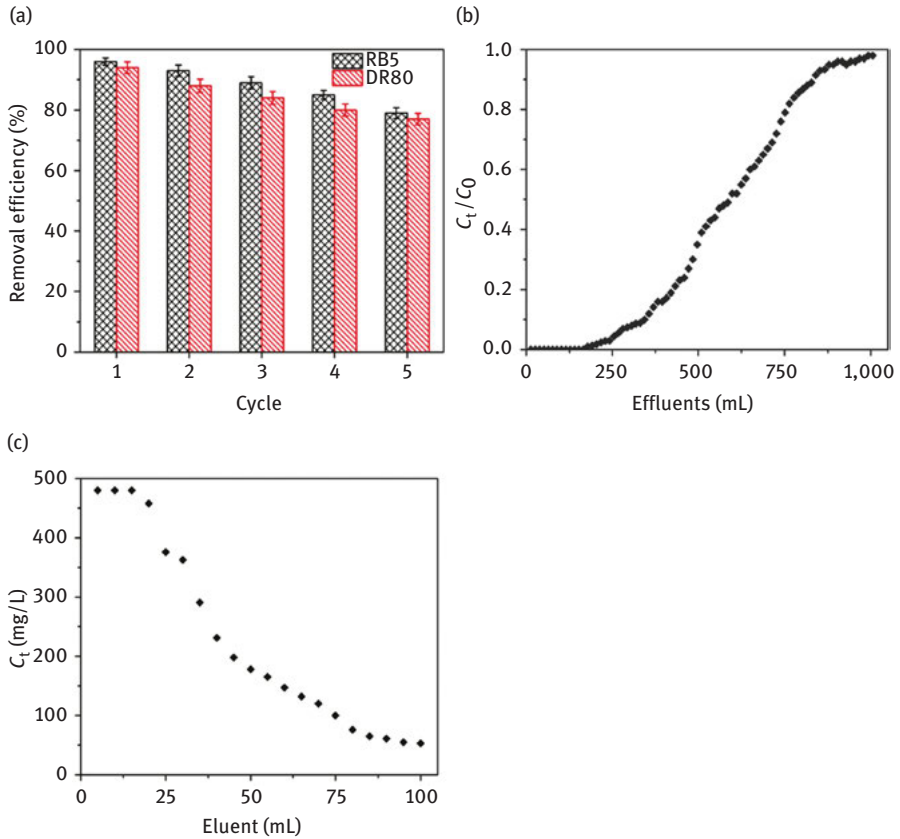 (a)
100
80
60
40
20
0
Removal efficiency (%)
RB5
DR80
1 2 3 4 5
Cycle
(b)
1.0
0.8
0.6
0.4
0.2
0.0
Ct/C0
0 250 500 750 1,000
Effluents (mL)
(c)
500
400
300
200
100
0
Ct (mg/L)
0 25 50 75 100
Eluent (mL)